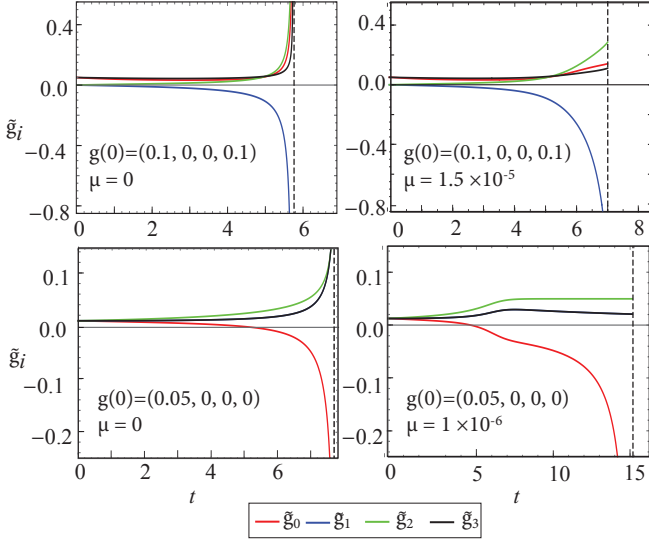 0.4
0.0
−0.4
−0.8
g̃i
g(0)=(0.1, 0, 0, 0.1)
μ = 0
0 2 4 6
g(0)=(0.1, 0, 0, 0.1)
μ = 1.5 ×10⁻⁵
0 2 4 6 8
0.4
0.0
−0.4
−0.8
0.1
0.0
−0.1
−0.2
g̃i
g(0)=(0.05, 0, 0, 0)
μ = 0
0 2 4 6
t
0.1
0.0
−0.1
−0.2
g(0)=(0.05, 0, 0, 0)
μ = 1 ×10⁻⁶
0 5 10 15
t
g̃0 g̃1 g̃2 g̃3